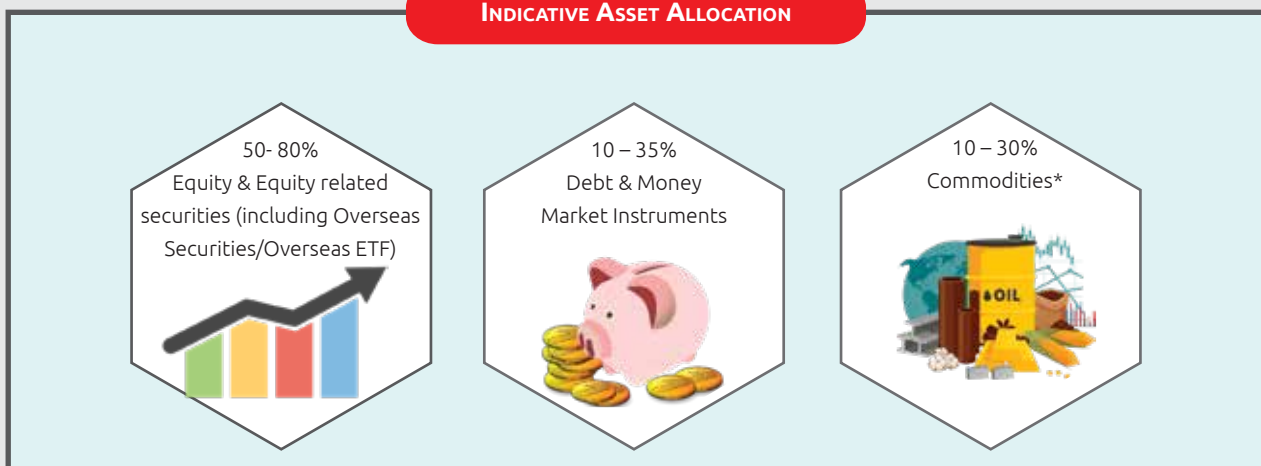 INDICATIVE ASSET ALLOCATION
50- 80%
Equity & Equity related
securities (including Overseas
Securities/Overseas ETF)
10 – 35%
Debt & Money
Market Instruments
10 – 30%
Commodities*
OIL